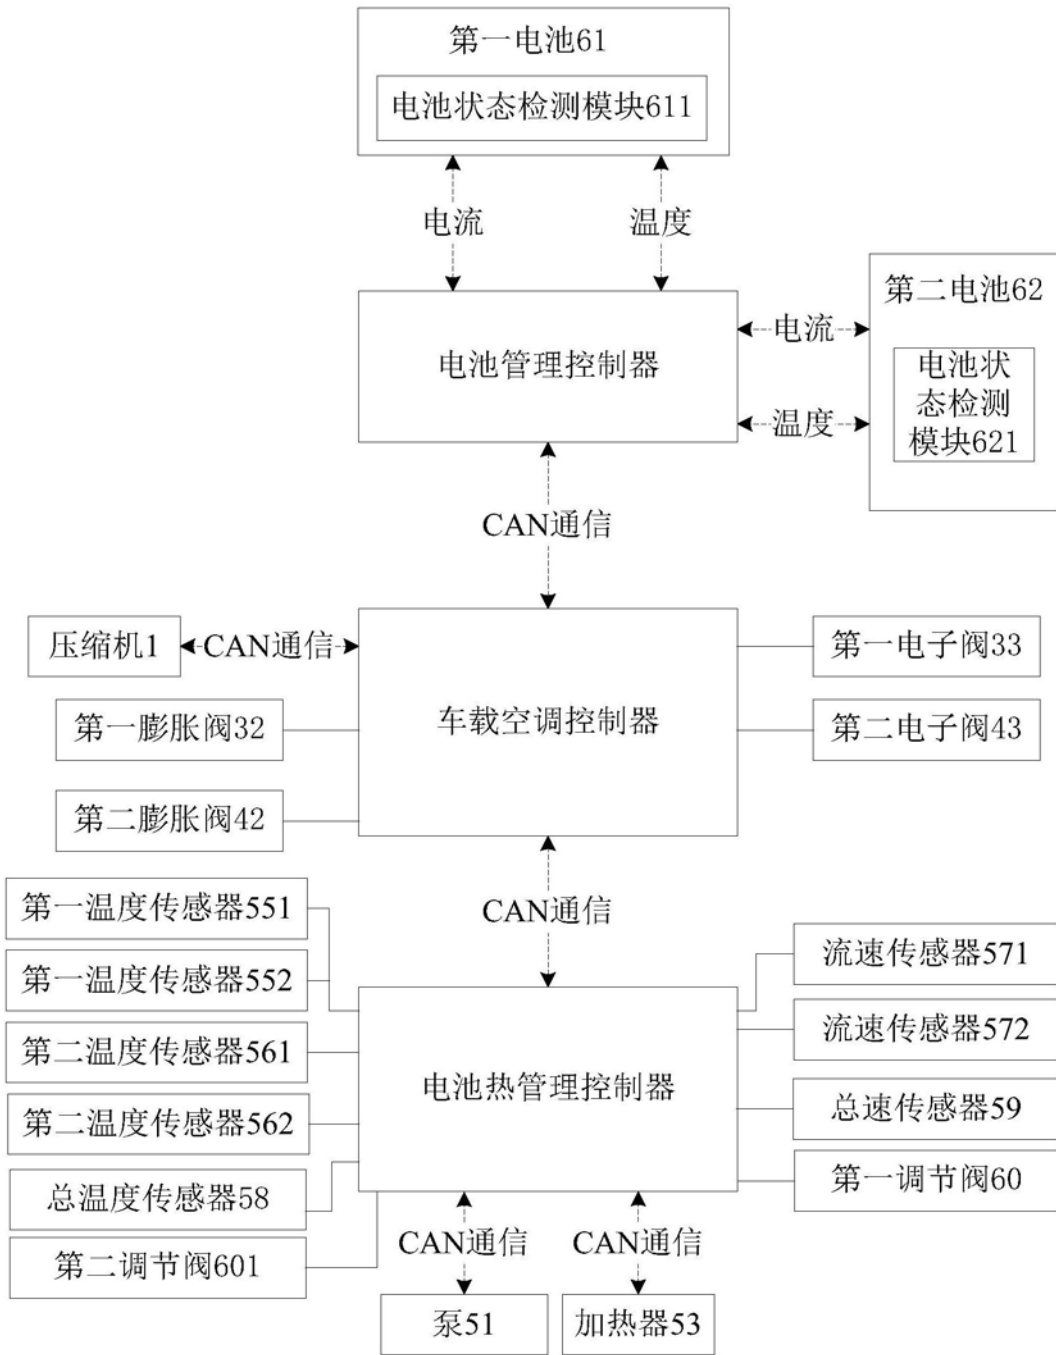 第一电池61
电池状态检测模块611
电流
温度
第二电池62
电池状
态检测
模块621
电流
温度
电池管理控制器
CAN通信
压缩机1
CAN通信
第一膨胀阀32
第二膨胀阀42
车载空调控制器
第一电子阀33
第二电子阀43
CAN通信
第一温度传感器551
第一温度传感器552
第二温度传感器561
第二温度传感器562
总温度传感器58
第二调节阀601
电池热管理控制器
流速传感器571
流速传感器572
总速传感器59
第一调节阀60
CAN通信
CAN通信
泵51
加热器53